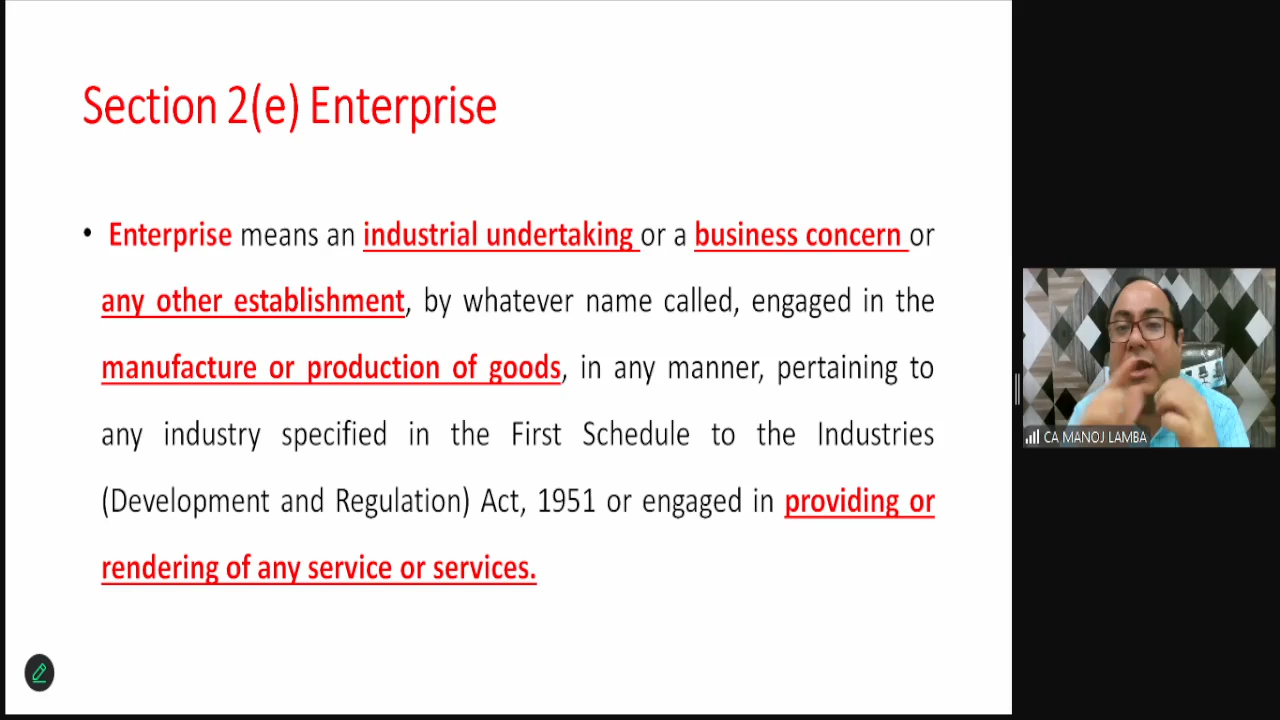 Section 2(e) Enterprise
• Enterprise means an industrial undertaking or a business concern or
any other establishment, by whatever name called, engaged in the
manufacture or production of goods, in any manner, pertaining to
any industry specified in the First Schedule to the Industries
(Development and Regulation) Act, 1951 or engaged in providing or
rendering of any service or services.
CA MANOJ LAMBA